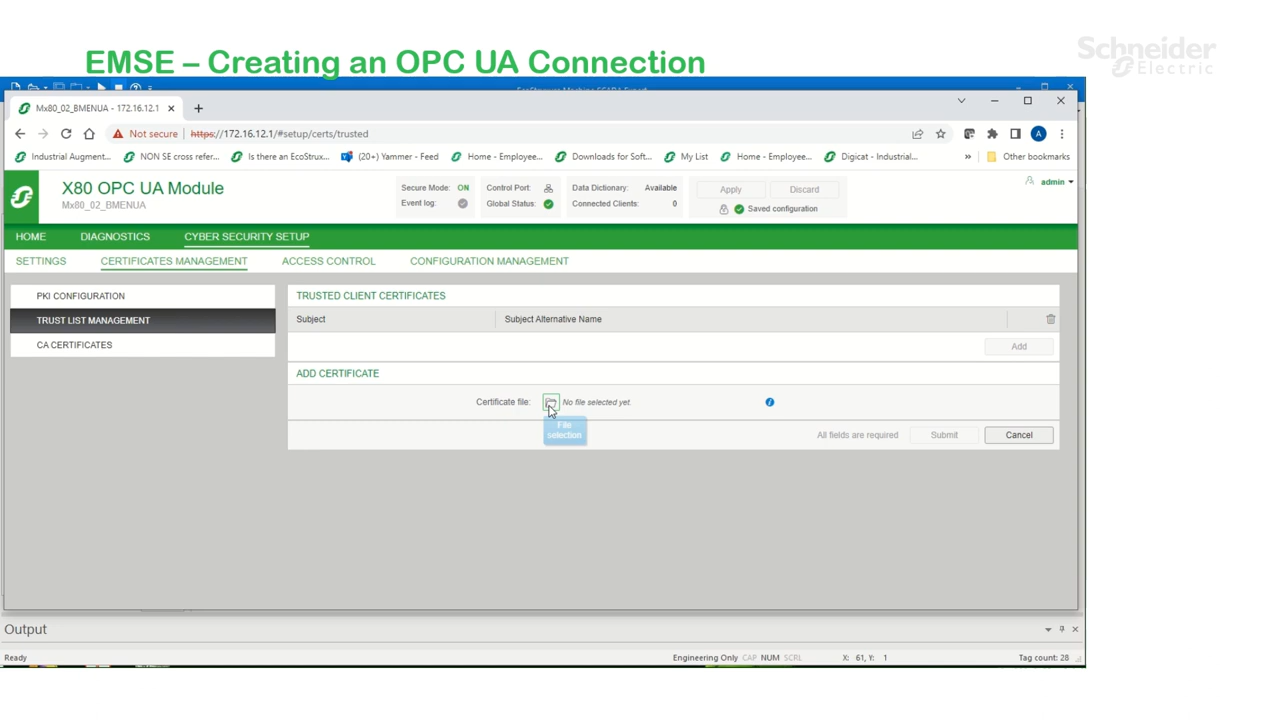 EMSE – Creating an OPC UA Connection
Schneider
Electric
Mx80_02_BMENUA - 172.16.12.1
Not secure
https://172.16.12.1/#setup/certs/trusted
A
Industrial Augment...
NON SE cross refer...
Is there an EcoStrux...
(20+) Yammer - Feed
Home - Employee...
Downloads for Soft...
My List
Home - Employee...
Digicat - Industrial...
»
Other bookmarks
X80 OPC UA Module
Mx80_02_BMENUA
Secure Mode: ON
Event log:
Control Port:
Global Status:
Data Dictionary: Available
Connected Clients: 0
Apply
Discard
Saved configuration
admin
HOME
DIAGNOSTICS
CYBER SECURITY SETUP
SETTINGS
CERTIFICATES MANAGEMENT
ACCESS CONTROL
CONFIGURATION MANAGEMENT
PKI CONFIGURATION
TRUST LIST MANAGEMENT
CA CERTIFICATES
TRUSTED CLIENT CERTIFICATES
Subject
Subject Alternative Name
Add
ADD CERTIFICATE
Certificate file:
No file selected yet.
File
selection
All fields are required
Submit
Cancel
Output
Ready
Engineering Only
CAP
NUM
SCRL
X: 61, Y: 1
Tag count: 28